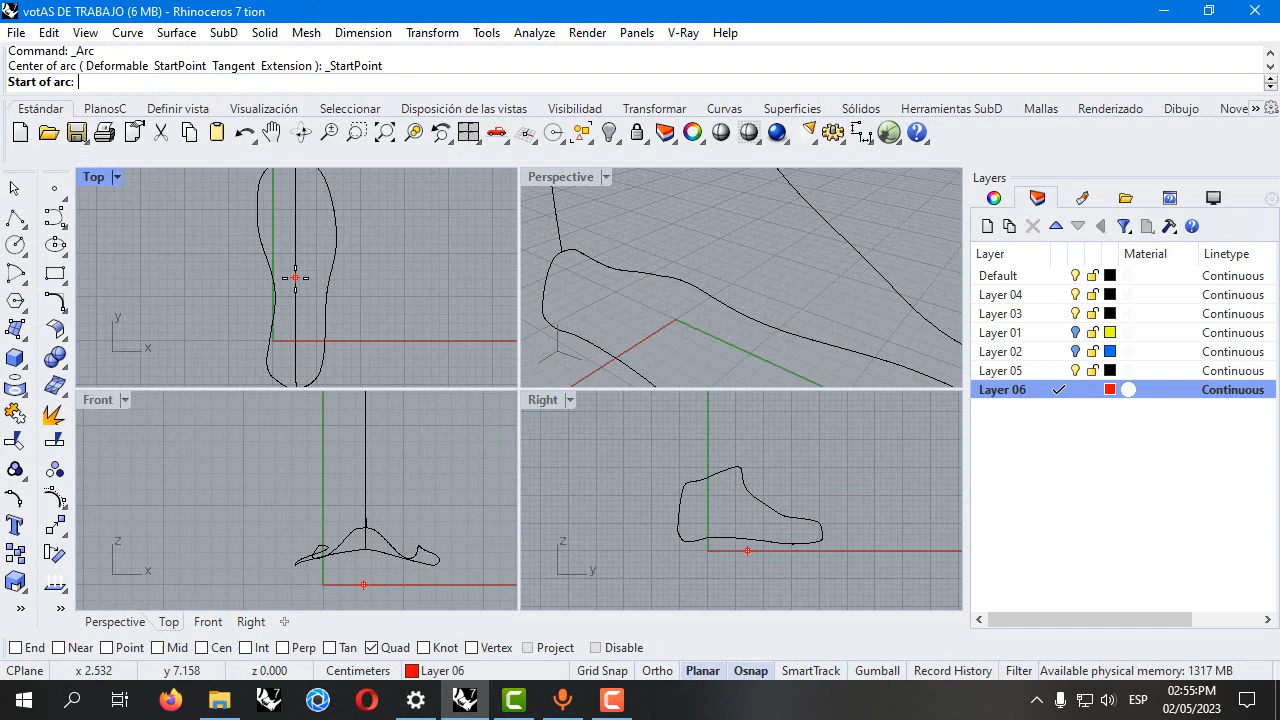 votAS DE TRABAJO (6 MB) - Rhinoceros 7 tion
File Edit View Curve Surface SubD Solid Mesh Dimension Transform Tools Analyze Render Panels V-Ray Help
Command: _Arc
Center of arc ( Deformable StartPoint Tangent Extension ): _StartPoint
Start of arc:
Estándar PlanosC Definir vista Visualización Seleccionar Disposición de las vistas Visibilidad Transformar Curvas Superficies Sólidos Herramientas SubD Mallas Renderizado Dibujo Nove
Top
y
x
Perspective
Front
z
x
Right
z
y
Layers
Layer Material Linetype
Default Continuous
Layer 04 Continuous
Layer 03 Continuous
Layer 01 Continuous
Layer 02 Continuous
Layer 05 Continuous
Layer 06 Continuous
Perspective Top Front Right
End Near Point Mid Cen Int Perp Tan Quad Knot Vertex Project Disable
CPlane x 2.532 y 7.158 z 0.000 Centimeters Layer 06 Grid Snap Ortho Planar Osnap SmartTrack Gumball Record History Filter Available physical memory: 1317 MB
ESP
02:55:PM
02/05/2023